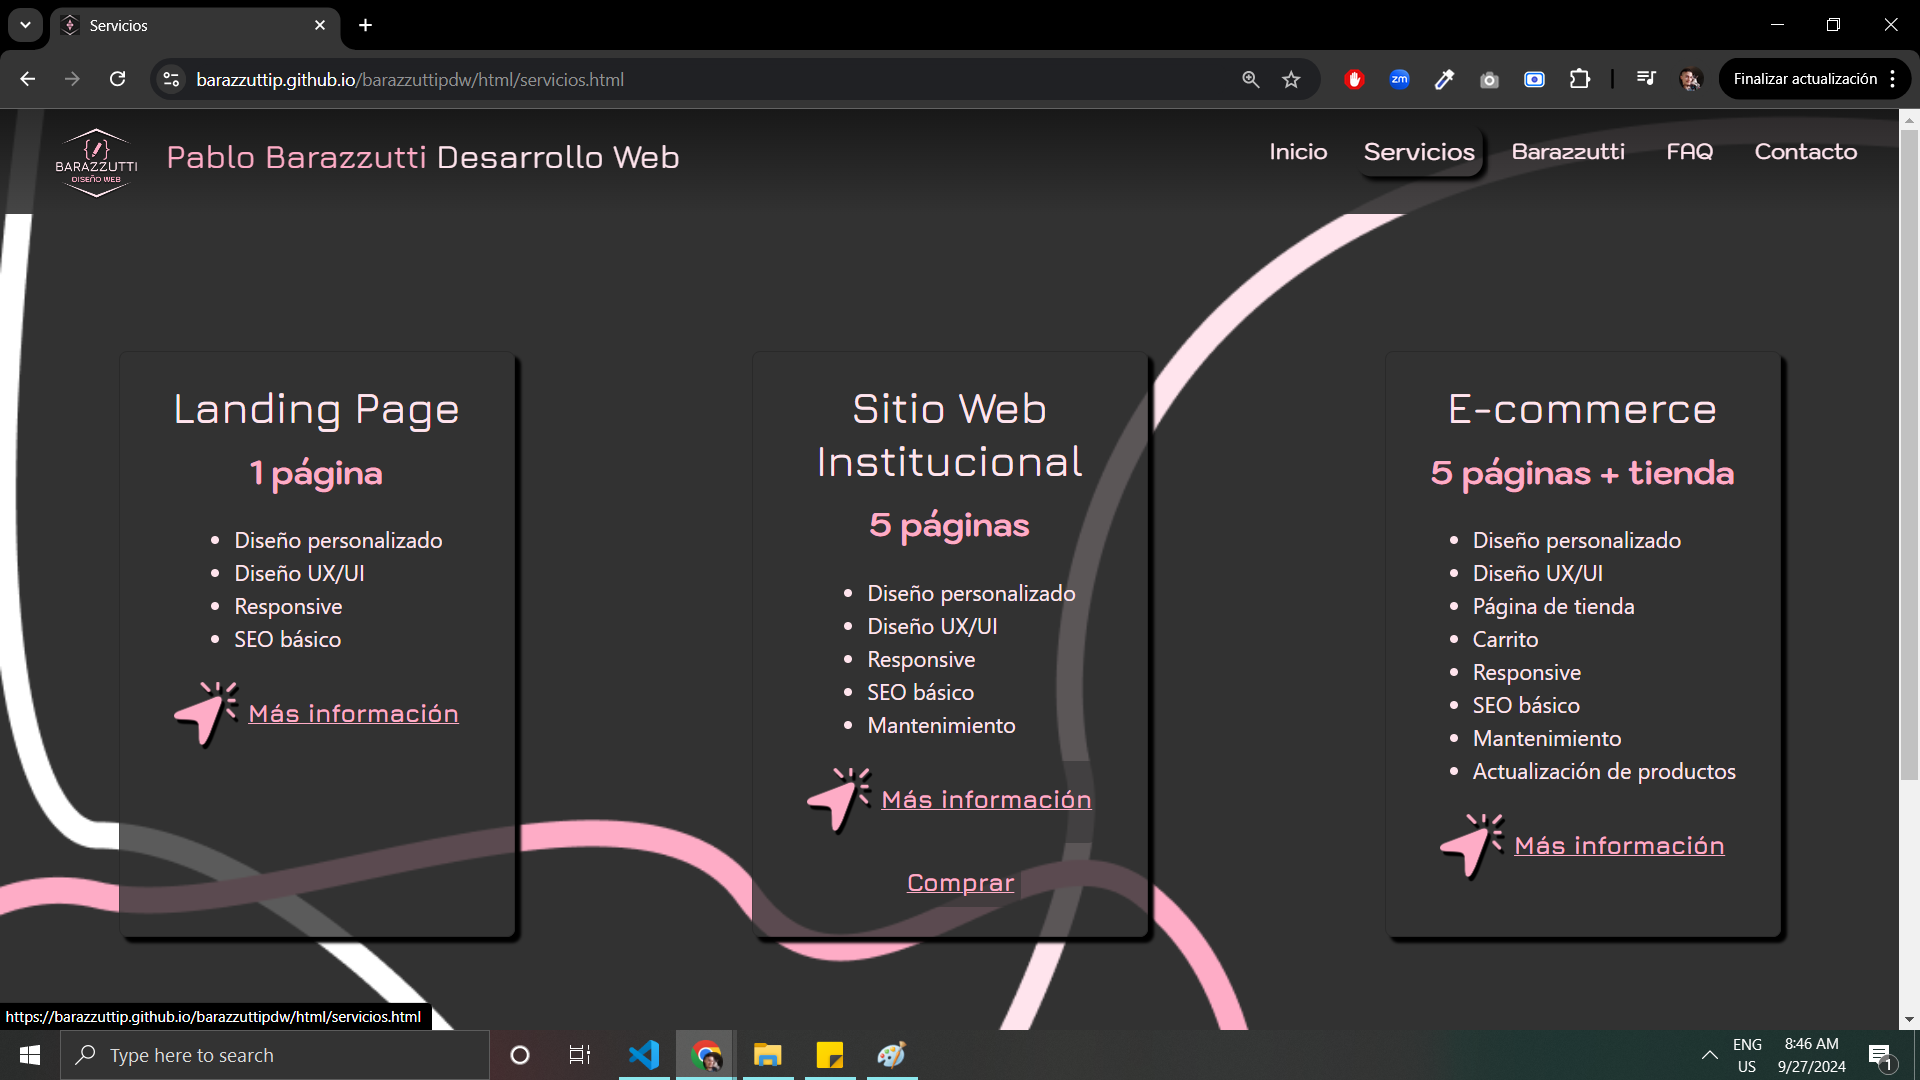 Servicios
barazzuttip.github.io/barazzuttipdw/html/servicios.html
zm
Finalizar actualización
BARAZZUTTI
DISEÑO WEB
Pablo Barazzutti Desarrollo Web
Inicio
Servicios
Barazzutti
FAQ
Contacto
Landing Page
1 página
Diseño personalizado
Diseño UX/UI
Responsive
SEO básico
Más información
Sitio Web
Institucional
5 páginas
Diseño personalizado
Diseño UX/UI
Responsive
SEO básico
Mantenimiento
Más información
Comprar
E-commerce
5 páginas + tienda
Diseño personalizado
Diseño UX/UI
Página de tienda
Carrito
Responsive
SEO básico
Mantenimiento
Actualización de productos
Más información
https://barazzuttip.github.io/barazzuttipdw/html/servicios.html
Type here to search
ENG
US
8:46 AM
9/27/2024
1